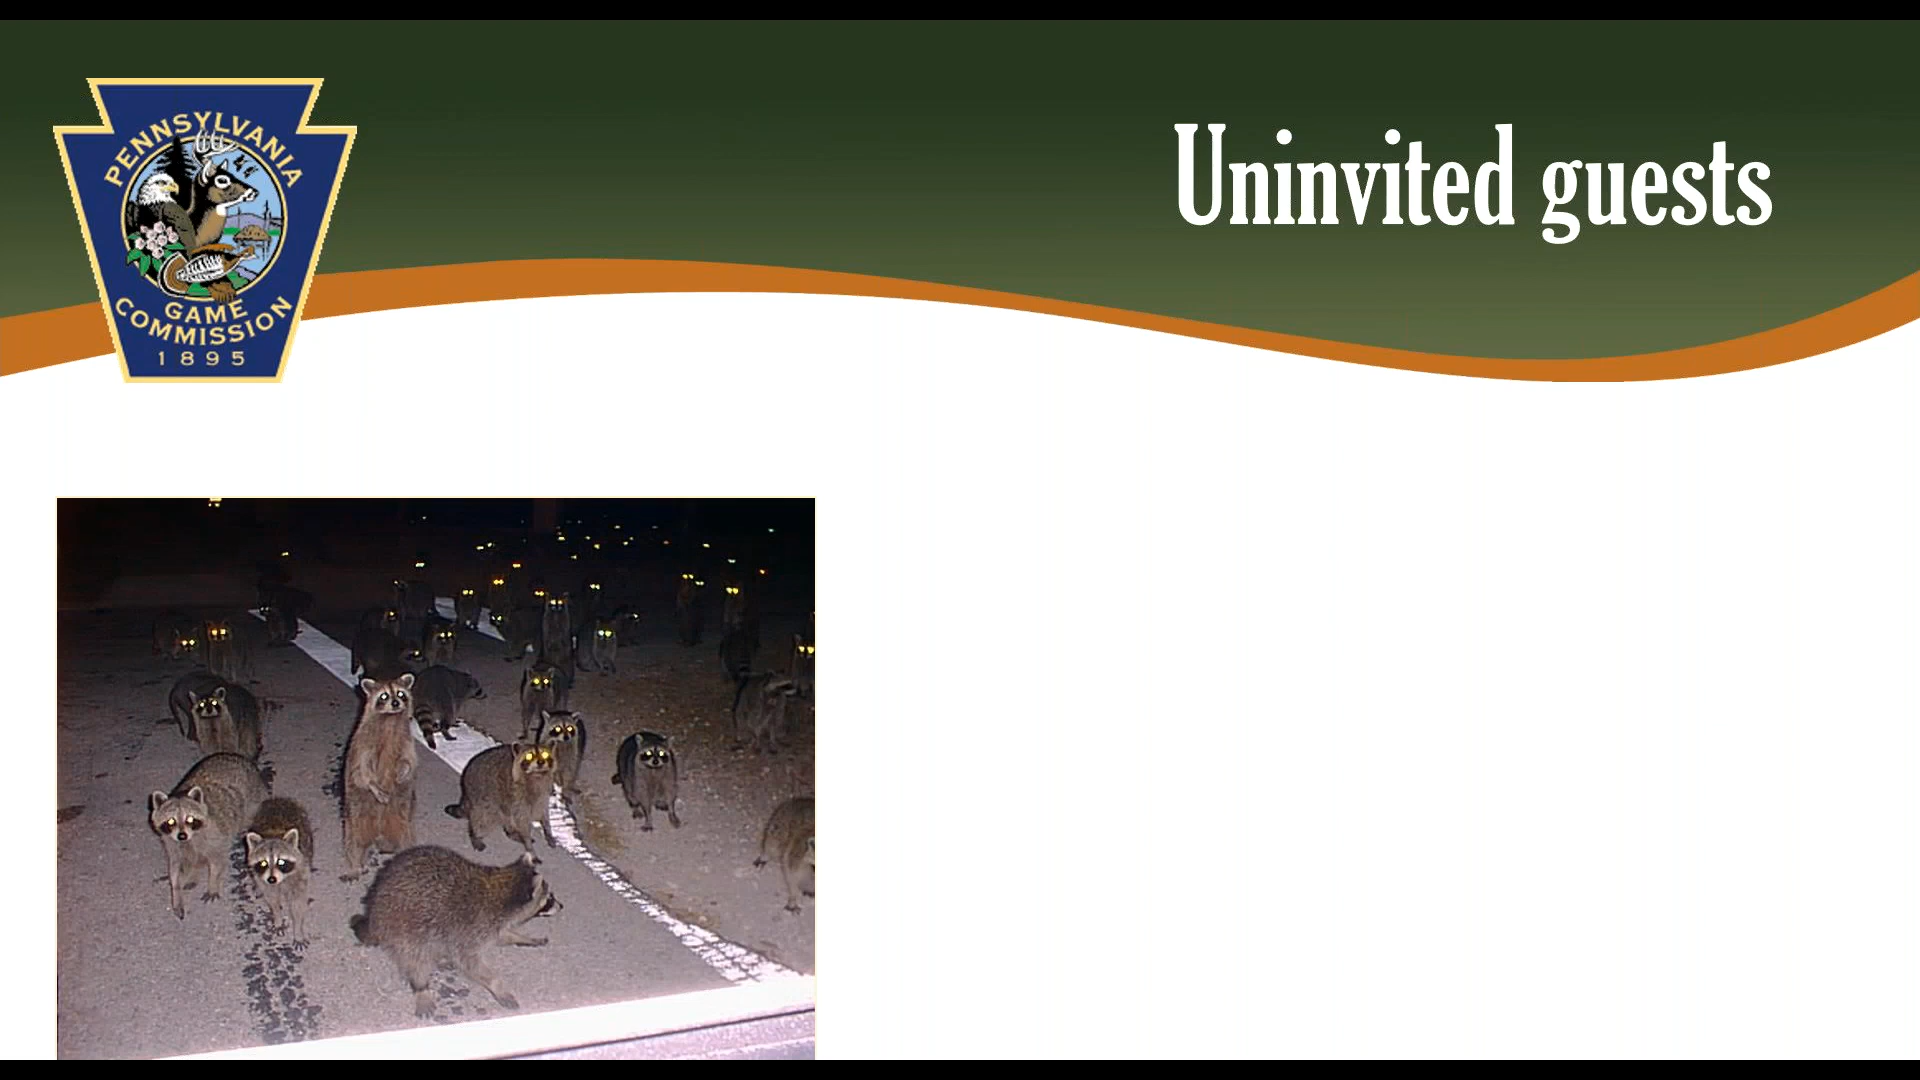 PENNSYLVANIA
GAME
COMMISSION
1895
Uninvited guests